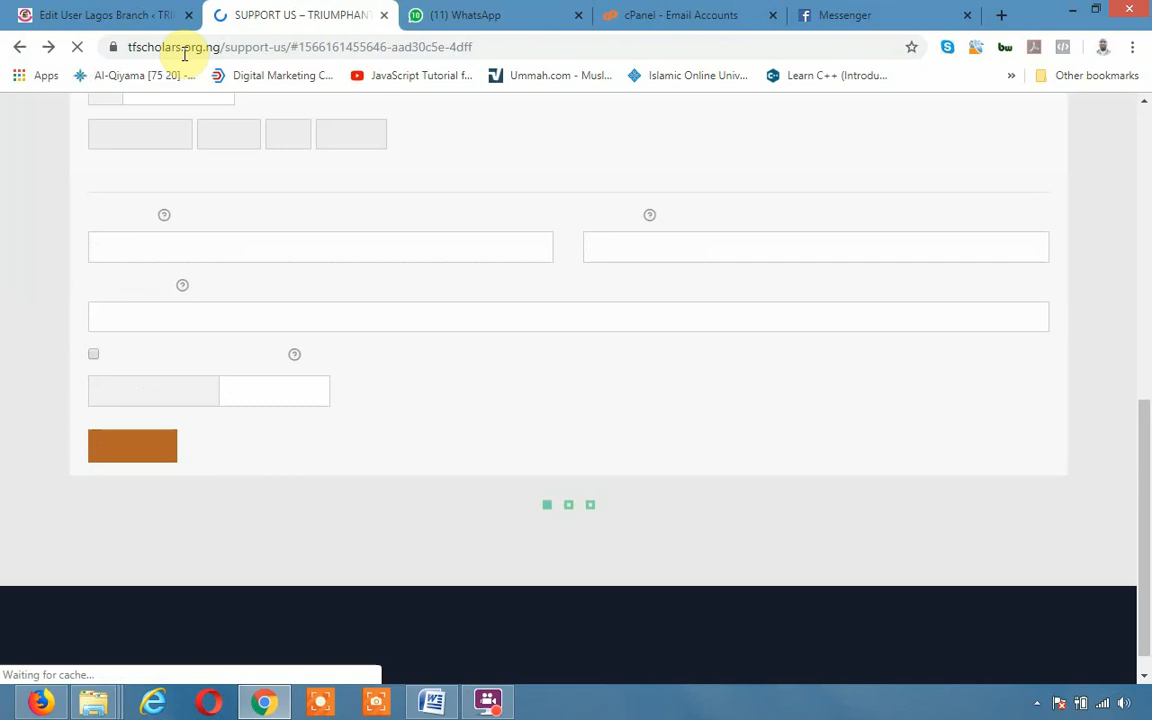 Edit User Lagos Branch ‹ TRI
SUPPORT US – TRIUMPHANT
(11) WhatsApp
cPanel - Email Accounts
Messenger
tfscholars.org.ng/support-us/#1566161455646-aad30c5e-4dff
Apps
Al-Qiyama [75 20] -...
Digital Marketing C...
JavaScript Tutorial f...
Ummah.com - Musl...
Islamic Online Univ...
Learn C++ (Introdu...
»
Other bookmarks
Waiting for cache...